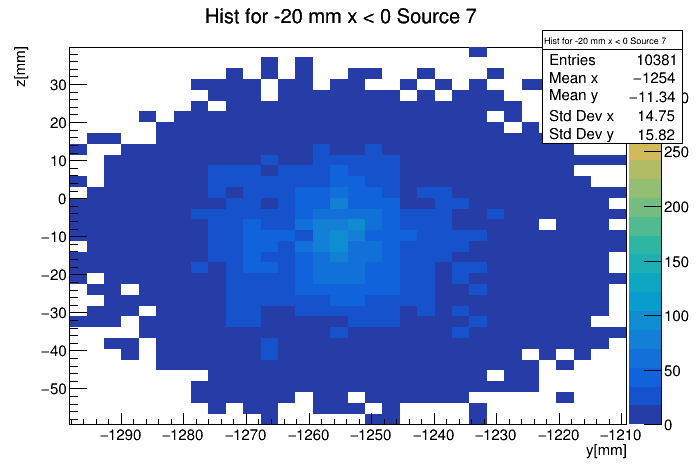 Hist for -20 mm x < 0 Source 7
Hist for -20 mm x < 0 Source 7
Entries 10381
Mean x −1254
Mean y −11.34
Std Dev x 14.75
Std Dev y 15.82
z[mm]
30
20
10
0
−10
−20
−30
−40
−50
−1290 −1280 −1270 −1260 −1250 −1240 −1230 −1220 −1210
y[mm]
250
200
150
100
50
0